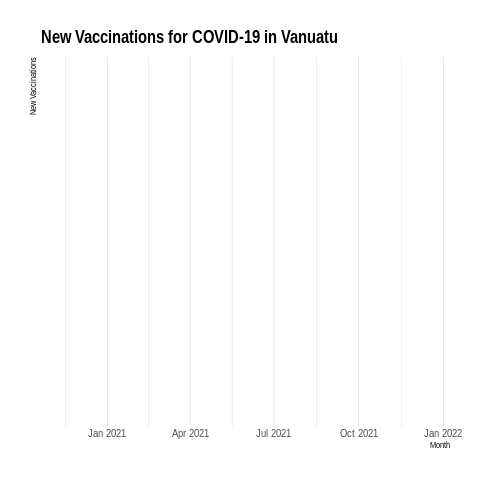 New Vaccinations for COVID-19 in Vanuatu
New Vaccinations
Jan 2021 Apr 2021 Jul 2021 Oct 2021 Jan 2022
Month